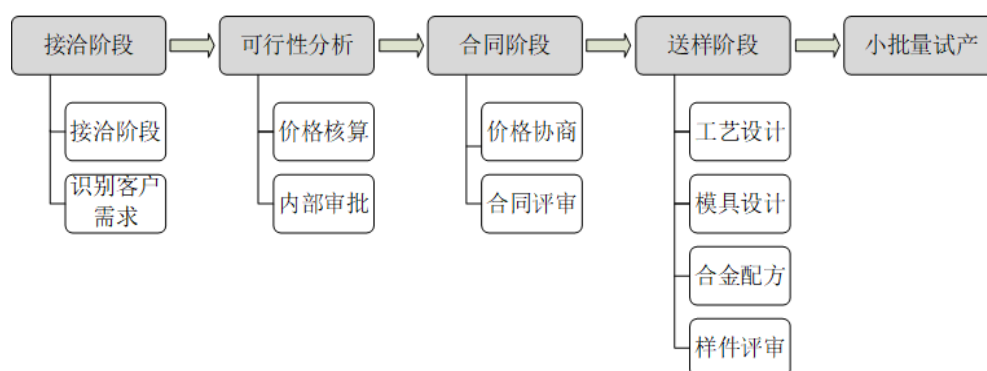 接洽阶段
可行性分析
合同阶段
送样阶段
小批量试产
接洽阶段
价格核算
价格协商
工艺设计
识别客户
需求
内部审批
合同评审
模具设计
合金配方
样件评审